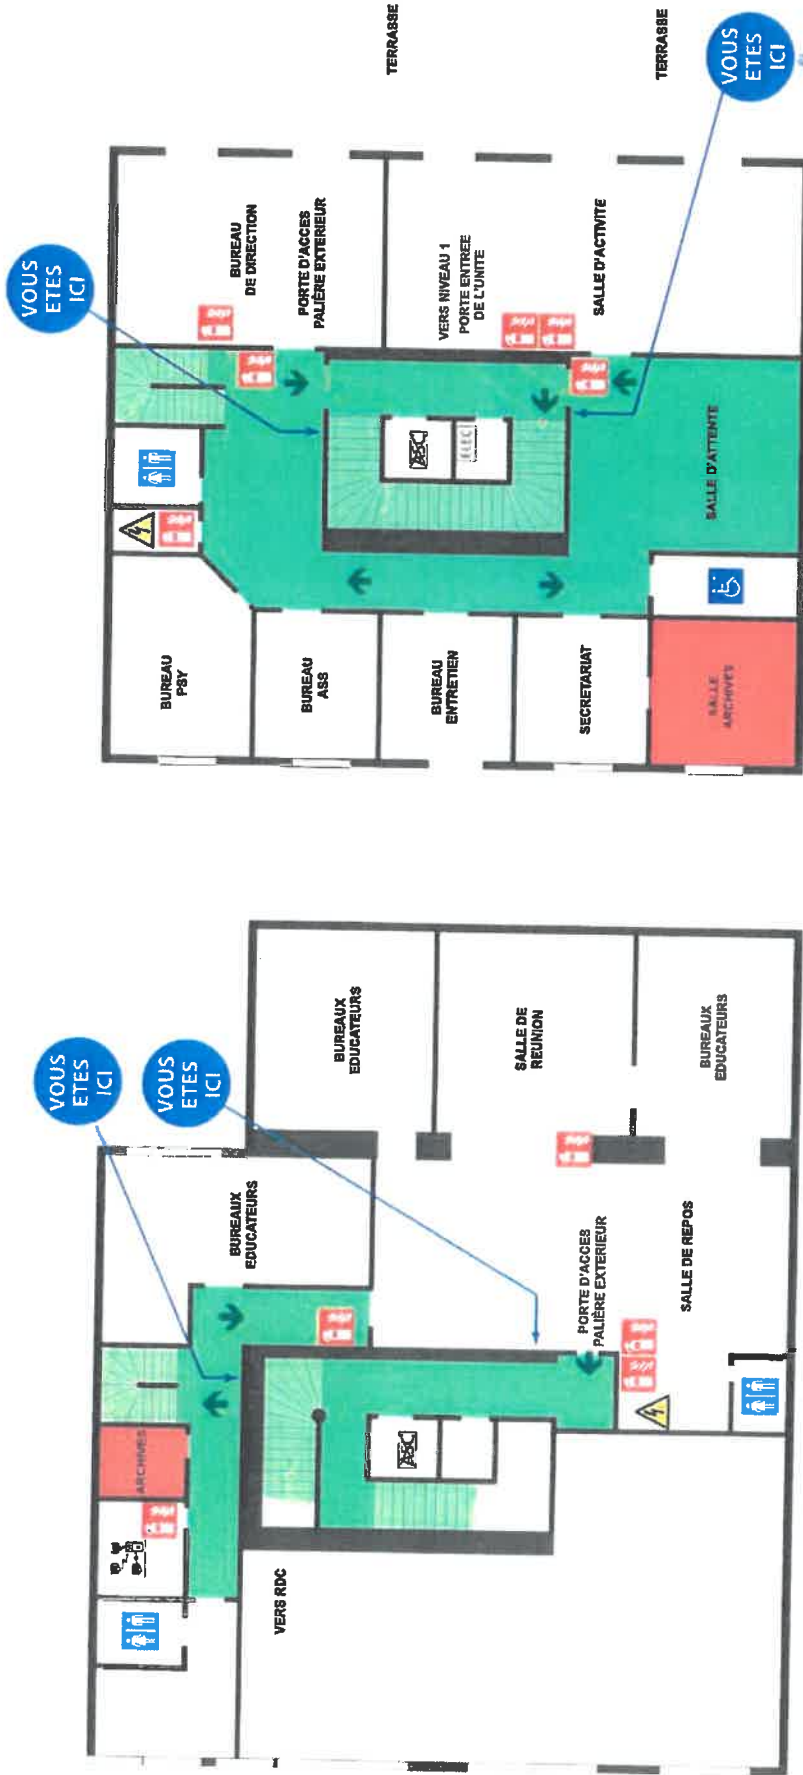 VOUS
ETES
ICI
VOUS
ETES
ICI
BUREAUX
EDUCATEURS
ARCHIVES
VERS RDC
ASC
BUREAUX
EDUCATEURS
SALLE DE
REUNION
BUREAUX
EDUCATEURS
PORTE D'ACCES
PALIÈRE EXTERIEUR
SALLE DE REPOS
VOUS
ETES
ICI
BUREAU
PSY
BUREAU
ASS
BUREAU
ENTRETIEN
SECRETARIAT
SALLE
ARCHIVES
ASC
ELEC
BUREAU
DE DIRECTION
PORTE D'ACCES
PALIÈRE EXTERIEUR
VERS NIVEAU 1
PORTE ENTREE
DE L'UNITE
SALLE D'ACTIVITE
SALLE D'ATTENTE
TERRASSE
TERRASSE
VOUS
ETES
ICI